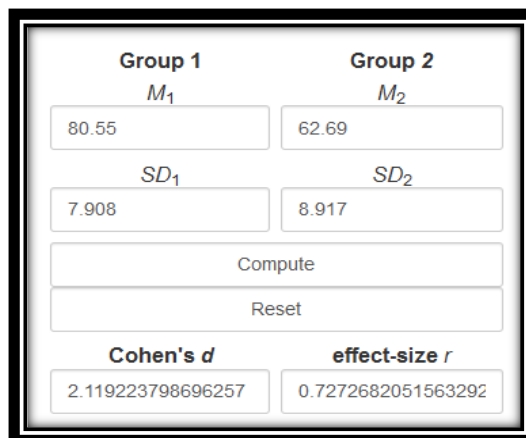 Group 1 Group 2
M₁ M₂
80.55 62.69
SD₁ SD₂
7.908 8.917
Compute
Reset
Cohen's d effect-size r
2.119223798696257 0.7272682051563292